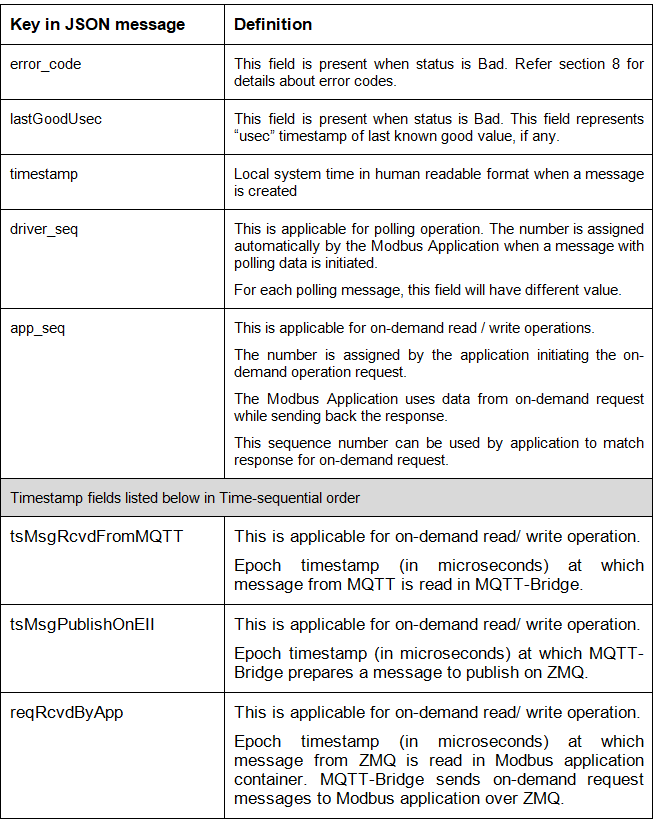 Key in JSON message
Definition
error_code
This field is present when status is Bad. Refer section 8 for
details about error codes.
lastGoodUsec
This field is present when status is Bad. This field represents
“usec” timestamp of last known good value, if any.
timestamp
Local system time in human readable format when a message
is created
driver_seq
This is applicable for polling operation. The number is assigned
automatically by the Modbus Application when a message with
polling data is initiated.
For each polling message, this field will have different value.
app_seq
This is applicable for on-demand read / write operations.
The number is assigned by the application initiating the on-
demand operation request.
The Modbus Application uses data from on-demand request
while sending back the response.
This sequence number can be used by application to match
response for on-demand request.
Timestamp fields listed below in Time-sequential order
tsMsgRcvdFromMQTT
This is applicable for on-demand read/ write operation.
Epoch timestamp (in microseconds) at which
message from MQTT is read in MQTT-Bridge.
tsMsgPublishOnEII
This is applicable for on-demand read/ write operation.
Epoch timestamp (in microseconds) at which MQTT-
Bridge prepares a message to publish on ZMQ.
reqRcvdByApp
This is applicable for on-demand read/ write operation.
Epoch timestamp (in microseconds) at which
message from ZMQ is read in Modbus application
container. MQTT-Bridge sends on-demand request
messages to Modbus application over ZMQ.